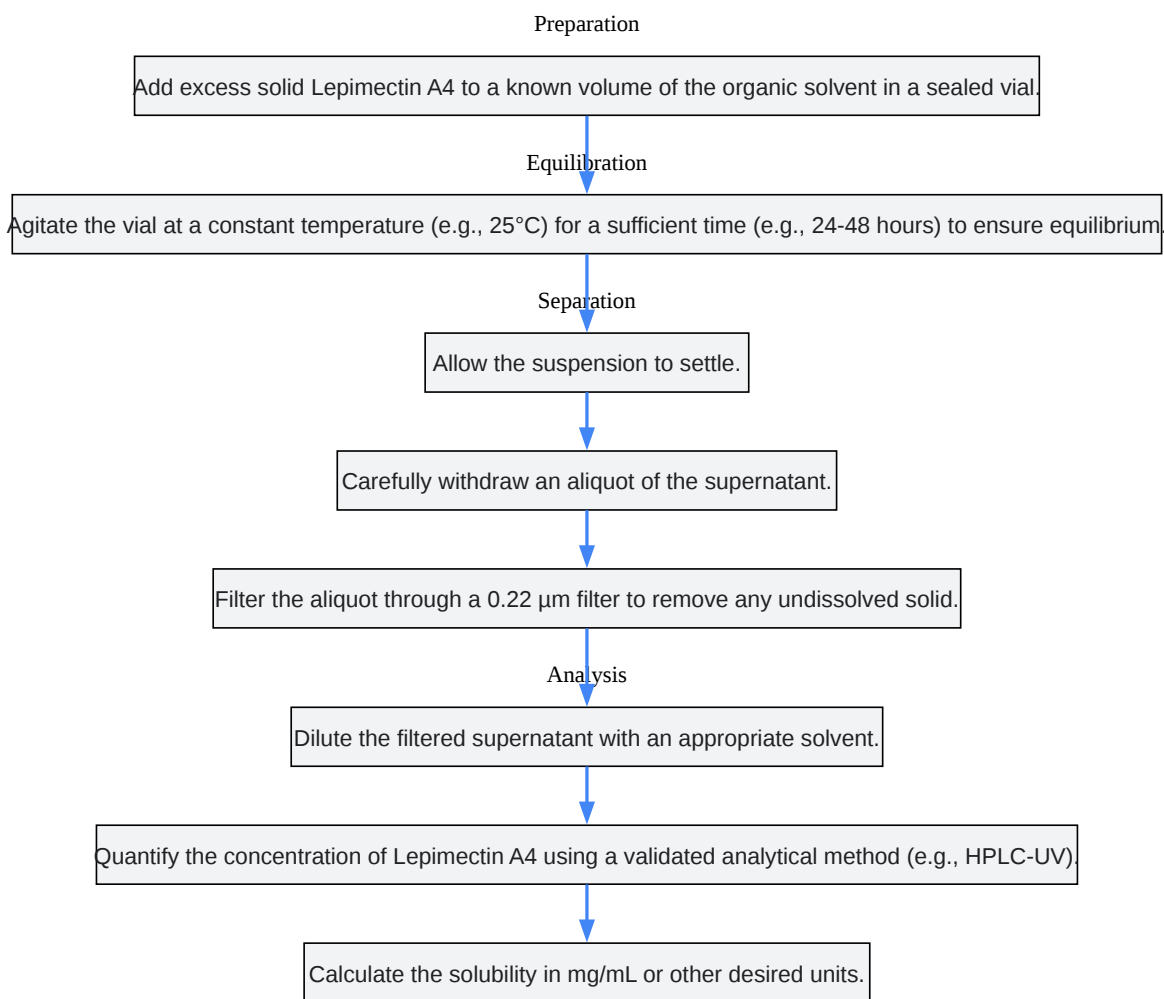 Preparation
Add excess solid Lepimectin A4 to a known volume of the organic solvent in a sealed vial.
Equilibration
Agitate the vial at a constant temperature (e.g., 25°C) for a sufficient time (e.g., 24-48 hours) to ensure equilibrium.
Separation
Allow the suspension to settle.
Carefully withdraw an aliquot of the supernatant.
Filter the aliquot through a 0.22 µm filter to remove any undissolved solid.
Analysis
Dilute the filtered supernatant with an appropriate solvent.
Quantify the concentration of Lepimectin A4 using a validated analytical method (e.g., HPLC-UV).
Calculate the solubility in mg/mL or other desired units.